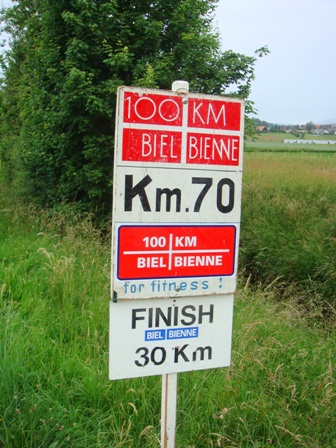 100 KM
BIEL BIENNE
Km.70
100 KM
BIEL BIENNE
for fitness !
FINISH
BIEL BIENNE
30 Km